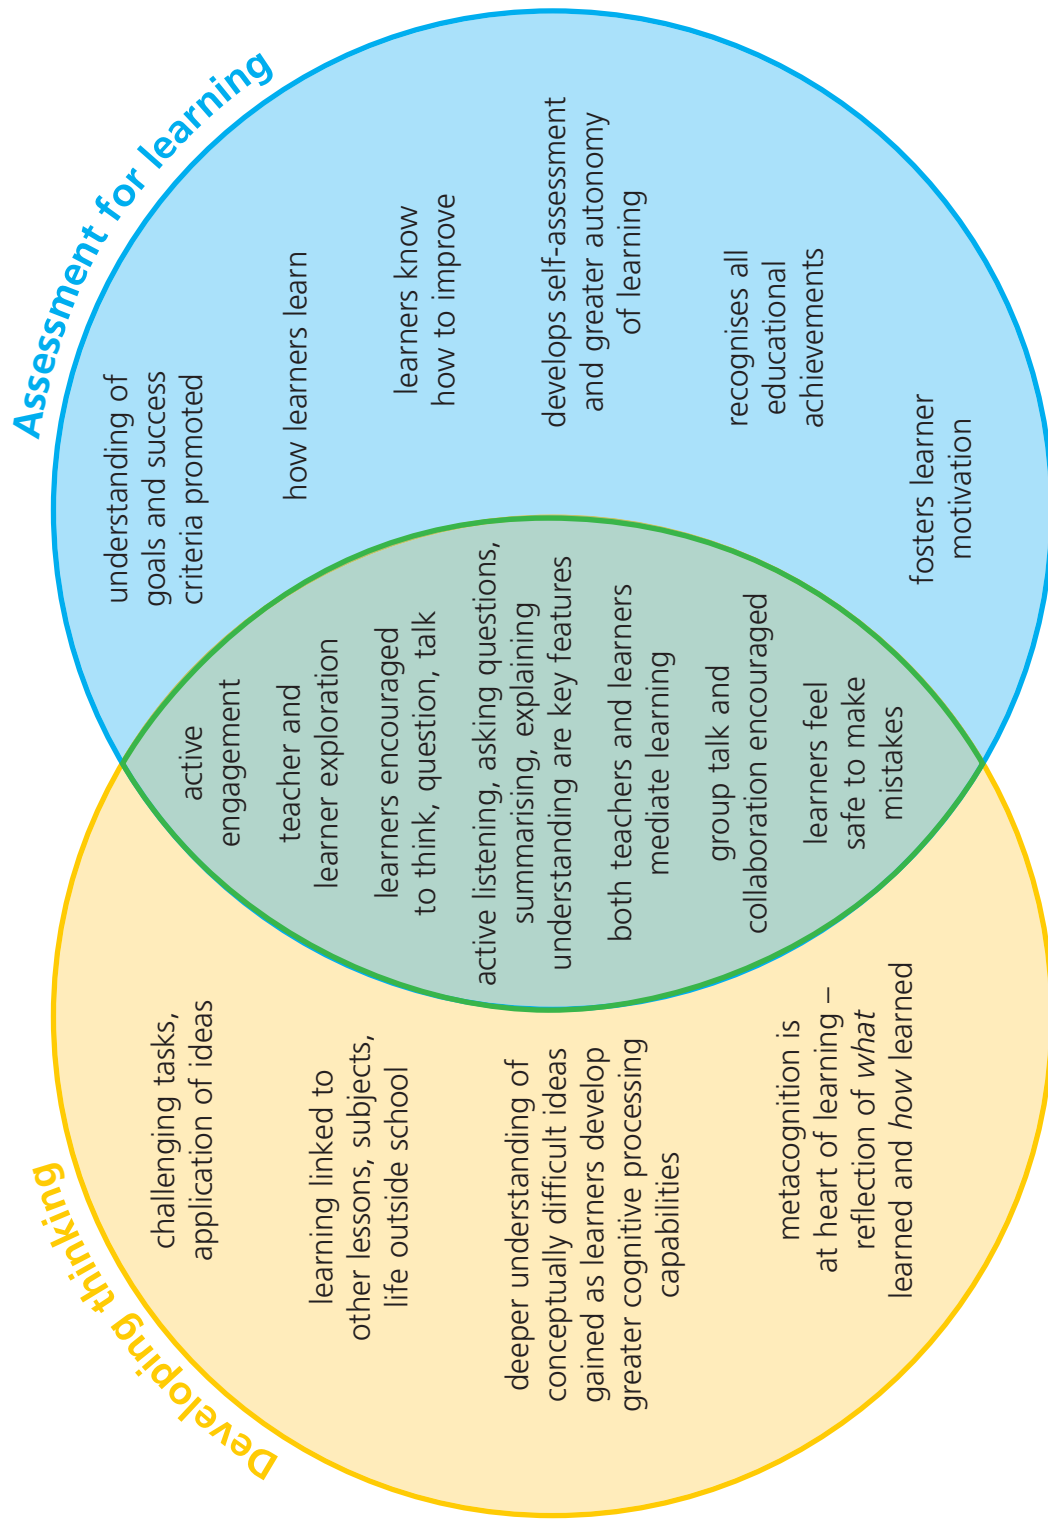 Developing thinking
Assessment for learning
challenging tasks,
application of ideas
learning linked to
other lessons, subjects,
life outside school
deeper understanding of
conceptually difficult ideas
gained as learners develop
greater cognitive processing
capabilities
metacognition is
at heart of learning –
reflection of what
learned and how learned
active
engagement
teacher and
learner exploration
learners encouraged
to think, question, talk
active listening, asking questions,
summarising, explaining
understanding are key features
both teachers and learners
mediate learning
group talk and
collaboration encouraged
learners feel
safe to make
mistakes
understanding of
goals and success
criteria promoted
how learners learn
learners know
how to improve
develops self-assessment
and greater autonomy
of learning
recognises all
educational
achievements
fosters learner
motivation